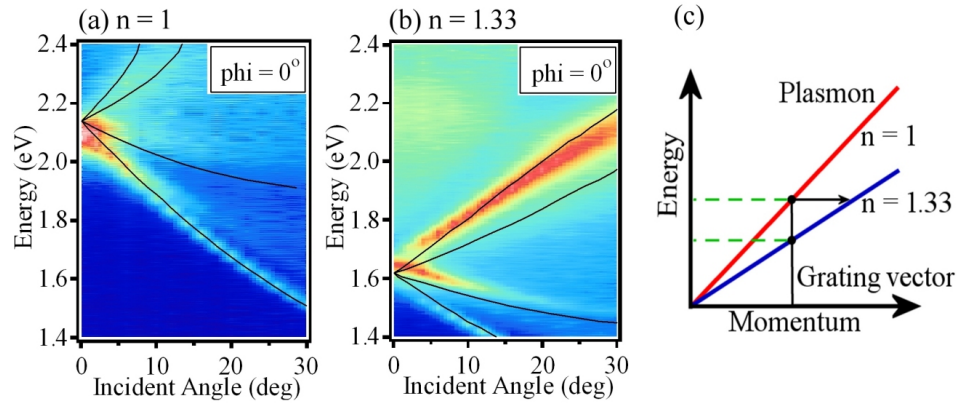 (a) n = 1
phi = 0°
2.4
2.2
2.0
1.8
1.6
1.4
Energy (eV)
0 10 20 30
Incident Angle (deg)
(b) n = 1.33
phi = 0°
2.4
2.2
2.0
1.8
1.6
1.4
Energy (eV)
0 10 20 30
Incident Angle (deg)
(c)
Plasmon
n = 1
n = 1.33
Grating vector
Energy
Momentum